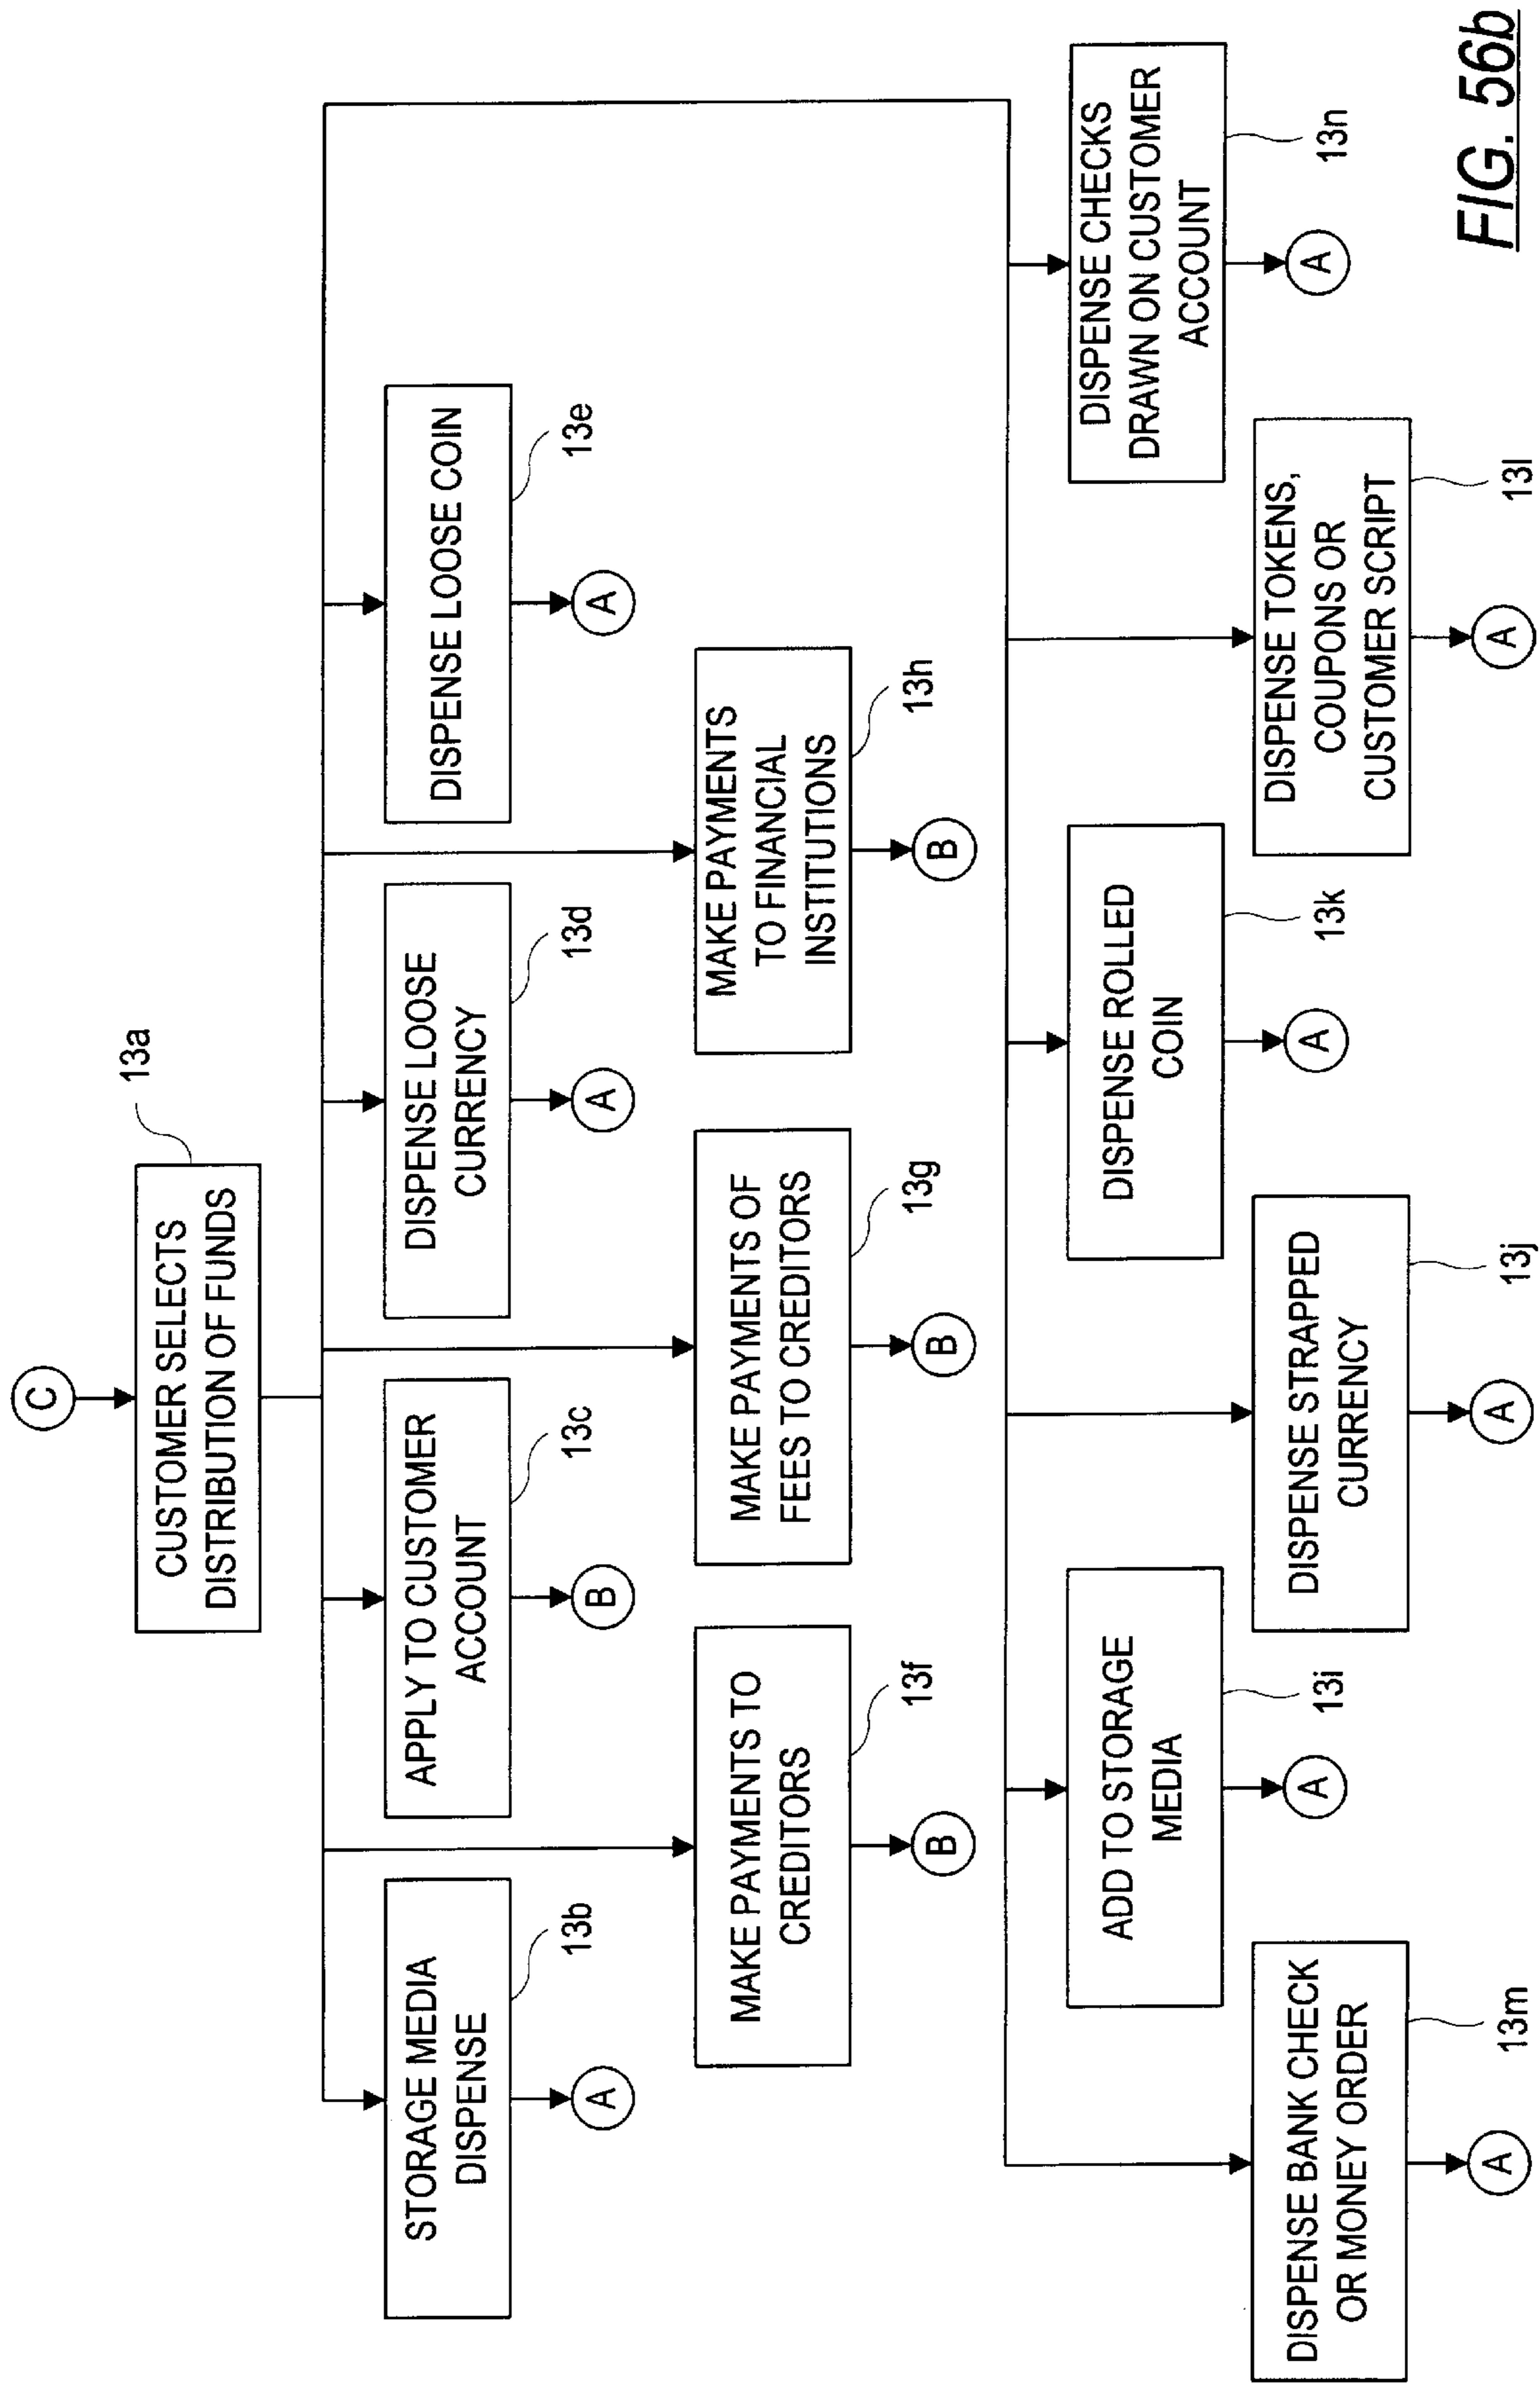 C
CUSTOMER SELECTS
DISTRIBUTION OF FUNDS
13a
STORAGE MEDIA
DISPENSE
13b
A
APPLY TO CUSTOMER
ACCOUNT
13c
B
DISPENSE LOOSE
CURRENCY
13d
A
DISPENSE LOOSE COIN
13e
A
MAKE PAYMENTS TO
CREDITORS
13f
B
MAKE PAYMENTS OF
FEES TO CREDITORS
13g
B
MAKE PAYMENTS
TO FINANCIAL
INSTITUTIONS
13h
B
ADD TO STORAGE
MEDIA
13i
A
DISPENSE ROLLED
COIN
13k
A
DISPENSE CHECKS
DRAWN ON CUSTOMER
ACCOUNT
13n
A
DISPENSE BANK CHECK
OR MONEY ORDER
13m
A
DISPENSE STRAPPED
CURRENCY
13j
A
DISPENSE TOKENS,
COUPONS OR
CUSTOMER SCRIPT
13l
A
FIG. 56b